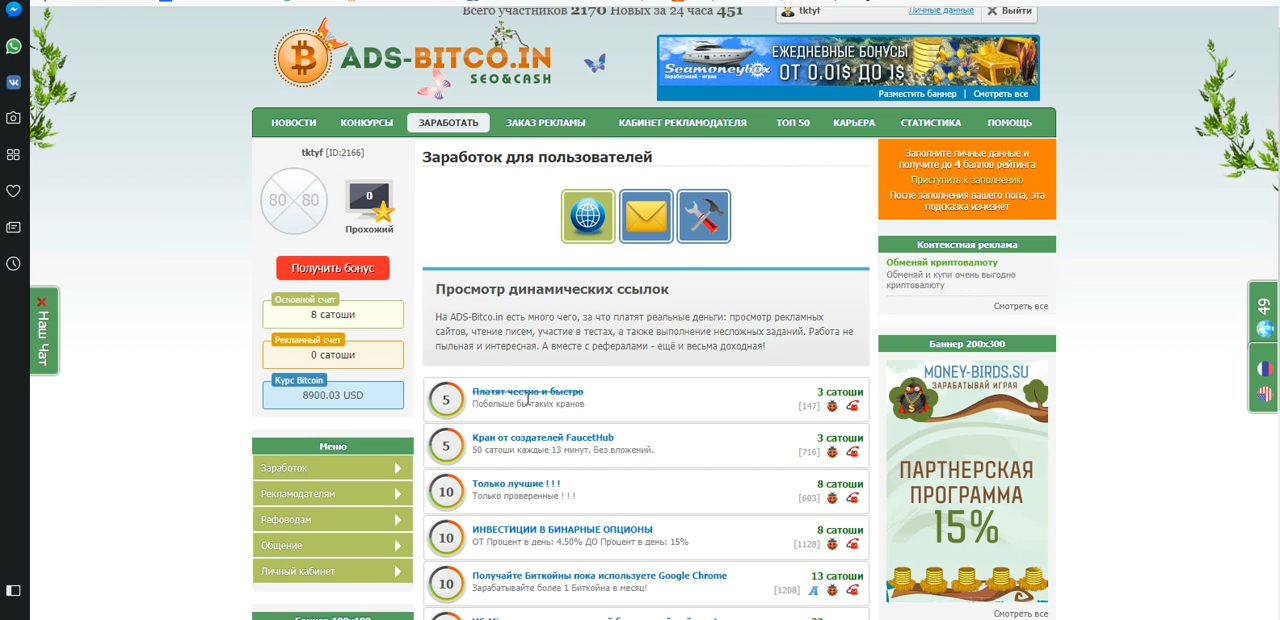 Всего участников 2170 Новых за 24 часа 451
tktyf
Личные данные
Выйти
ADS-BITCO.IN
SEO&CASH
Seamoneybox
Зарабатывай - играя
ЕЖЕДНЕВНЫЕ БОНУСЫ
ОТ 0.01$ ДО 1$
Разместить баннер | Смотреть все
НОВОСТИ
КОНКУРСЫ
ЗАРАБОТАТЬ
ЗАКАЗ РЕКЛАМЫ
КАБИНЕТ РЕКЛАМОДАТЕЛЯ
ТОП 50
КАРЬЕРА
СТАТИСТИКА
ПОМОЩЬ
tktyf [ID:2166]
80 80
0
Прохожий
Получить бонус
Основной счет
8 сатоши
Рекламный счет
0 сатоши
Курс Bitcoin
8900.03 USD
Меню
Заработок
Рекламодателям
Рефоводам
Общение
Личный кабинет
Наш Чат
Заработок для пользователей
Просмотр динамических ссылок
На ADS-Bitco.in есть много чего, за что платят реальные деньги: просмотр рекламных
сайтов, чтение писем, участие в тестах, а также выполнение несложных заданий. Работа не
пыльная и интересная. А вместе с рефералами - ещё и весьма доходная!
5
Платят честно и быстро
Побольше бы таких кранов
3 сатоши
[147]
5
Кран от создателей FaucetHub
50 сатоши каждые 13 минут. Без вложений.
3 сатоши
[716]
10
Только лучшие ! ! !
Только проверенные ! ! !
8 сатоши
[603]
10
ИНВЕСТИЦИИ В БИНАРНЫЕ ОПЦИОНЫ
ОТ Процент в день: 4.50% ДО Процент в день: 15%
8 сатоши
[1128]
10
Получайте Биткойны пока используете Google Chrome
Зарабатывайте более 1 Биткойна в месяц!
13 сатоши
[1208]
Заполните личные данные и
получите до 4 баллов рейтинга
Приступить к заполнению
После заполнения вашего пола, эта
подсказка исчезнет
Контекстная реклама
Обменяй криптовалюту
Обменяй и купи очень выгодно
криптовалюту
Смотреть все
Баннер 200x300
MONEY-BIRDS.SU
ЗАРАБАТЫВАЙ ИГРАЯ
ПАРТНЕРСКАЯ
ПРОГРАММА
15%
Смотреть все
49